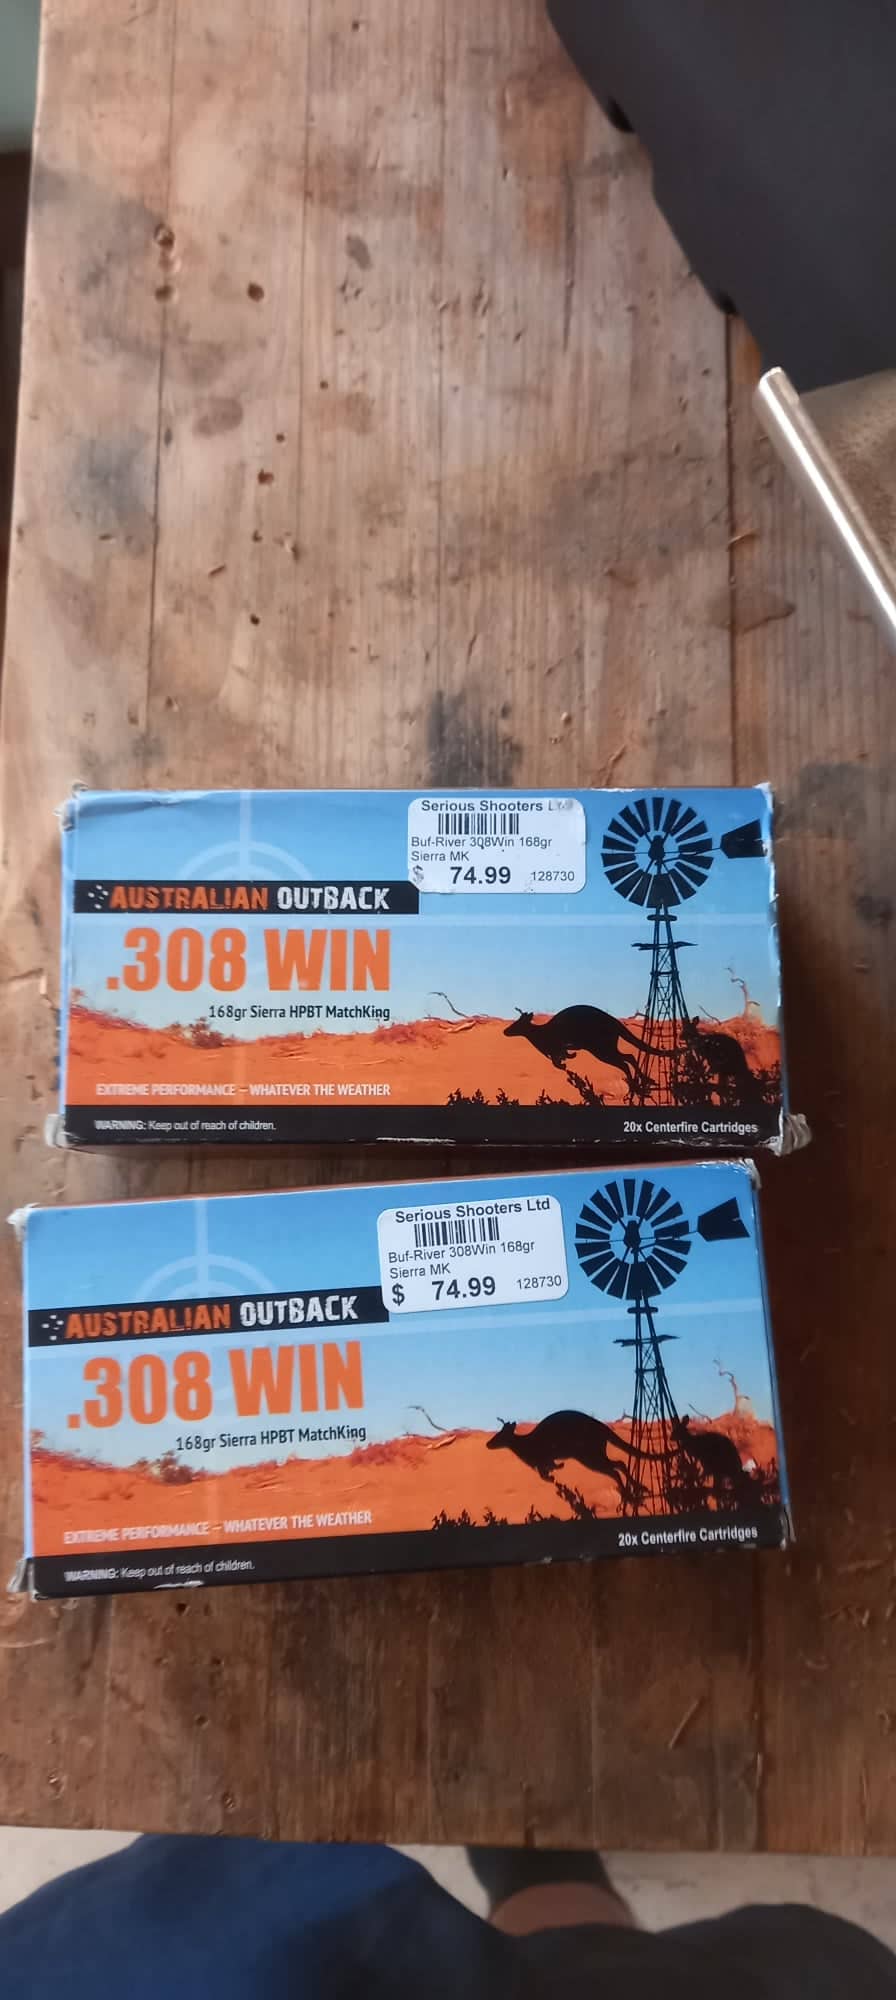 Serious Shooters Ltd
Buf-River 308Win 168gr
Sierra MK
$ 74.99 128730
AUSTRALIAN OUTBACK
.308 WIN
168gr Sierra HPBT MatchKing
EXTREME PERFORMANCE – WHATEVER THE WEATHER
WARNING: Keep out of reach of children.
20x Centerfire Cartridges
Serious Shooters Ltd
Buf-River 308Win 168gr
Sierra MK
$ 74.99 128730
AUSTRALIAN OUTBACK
.308 WIN
168gr Sierra HPBT MatchKing
EXTREME PERFORMANCE – WHATEVER THE WEATHER
20x Centerfire Cartridges
WARNING: Keep out of reach of children.